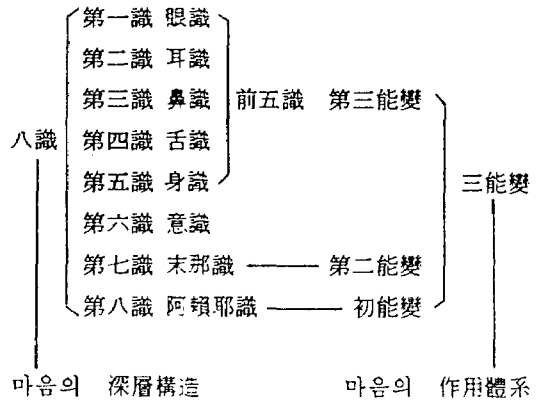 第一識 眼識
第二識 耳識
第三識 鼻識 前五識 第三能變
八識 第四識 舌識
第五識 身識 三能變
第六識 意識
第七識 末那識 第二能變
第八識 阿賴耶識 初能變
마음의 深層構造 마음의 作用體系